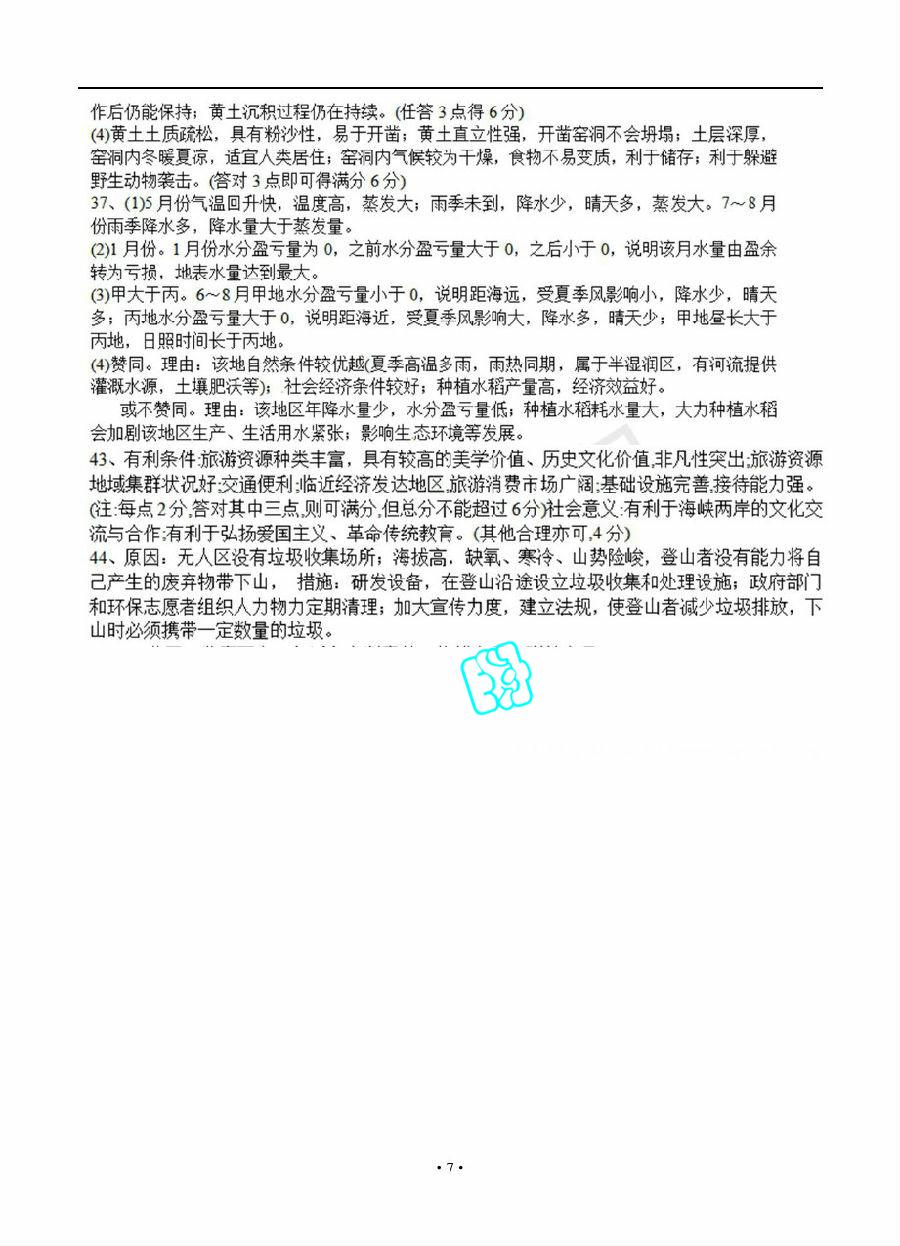 作后仍能保持；黄土沉积过程仍在持续。(任答 3 点得 6 分)
(4)黄土土质疏松，具有粉沙性，易于开凿；黄土直立性强，开凿窑洞不会坍塌；土层深厚，
窑洞内冬暖夏凉，适宜人类居住；窑洞内气候较为干燥，食物不易变质，利于储存；利于躲避
野生动物袭击。(答对 3 点即可得满分 6 分)
37、(1)5 月份气温回升快，温度高，蒸发大；雨季未到，降水少，晴天多，蒸发大。7～8 月
份雨季降水多，降水量大于蒸发量。
(2)1 月份。1 月份水分盈亏量为 0，之前水分盈亏量大于 0，之后小于 0，说明该月水量由盈余
转为亏损，地表水量达到最大。
(3)甲大于丙。6～8 月甲地水分盈亏量小于 0，说明距海远，受夏季风影响小，降水少，晴天
多；丙地水分盈亏量大于 0，说明距海近，受夏季风影响大，降水多，晴天少；甲地昼长大于
丙地，日照时间长于丙地。
(4)赞同。理由：该地自然条件较优越(夏季高温多雨，雨热同期，属于半湿润区，有河流提供
灌溉水源，土壤肥沃等)；社会经济条件较好；种植水稻产量高，经济效益好。
或不赞同。理由：该地区年降水量少，水分盈亏量低；种植水稻耗水量大，大力种植水稻
会加剧该地区生产、生活用水紧张；影响生态环境等发展。
43、有利条件:旅游资源种类丰富，具有较高的美学价值、历史文化价值,非凡性突出;旅游资源
地域集群状况好;交通便利;临近经济发达地区,旅游消费市场广阔;基础设施完善,接待能力强。
(注:每点 2 分,答对其中三点,则可满分,但总分不能超过 6 分)社会意义:有利于海峡两岸的文化交
流与合作;有利于弘扬爱国主义、革命传统教育。(其他合理亦可,4 分)
44、原因：无人区没有垃圾收集场所；海拔高，缺氧、寒冷、山势险峻，登山者没有能力将自
己产生的废弃物带下山， 措施：研发设备，在登山沿途设立垃圾收集和处理设施；政府部门
和环保志愿者组织人力物力定期清理；加大宣传力度，建立法规，使登山者减少垃圾排放，下
山时必须携带一定数量的垃圾。
• 7 •